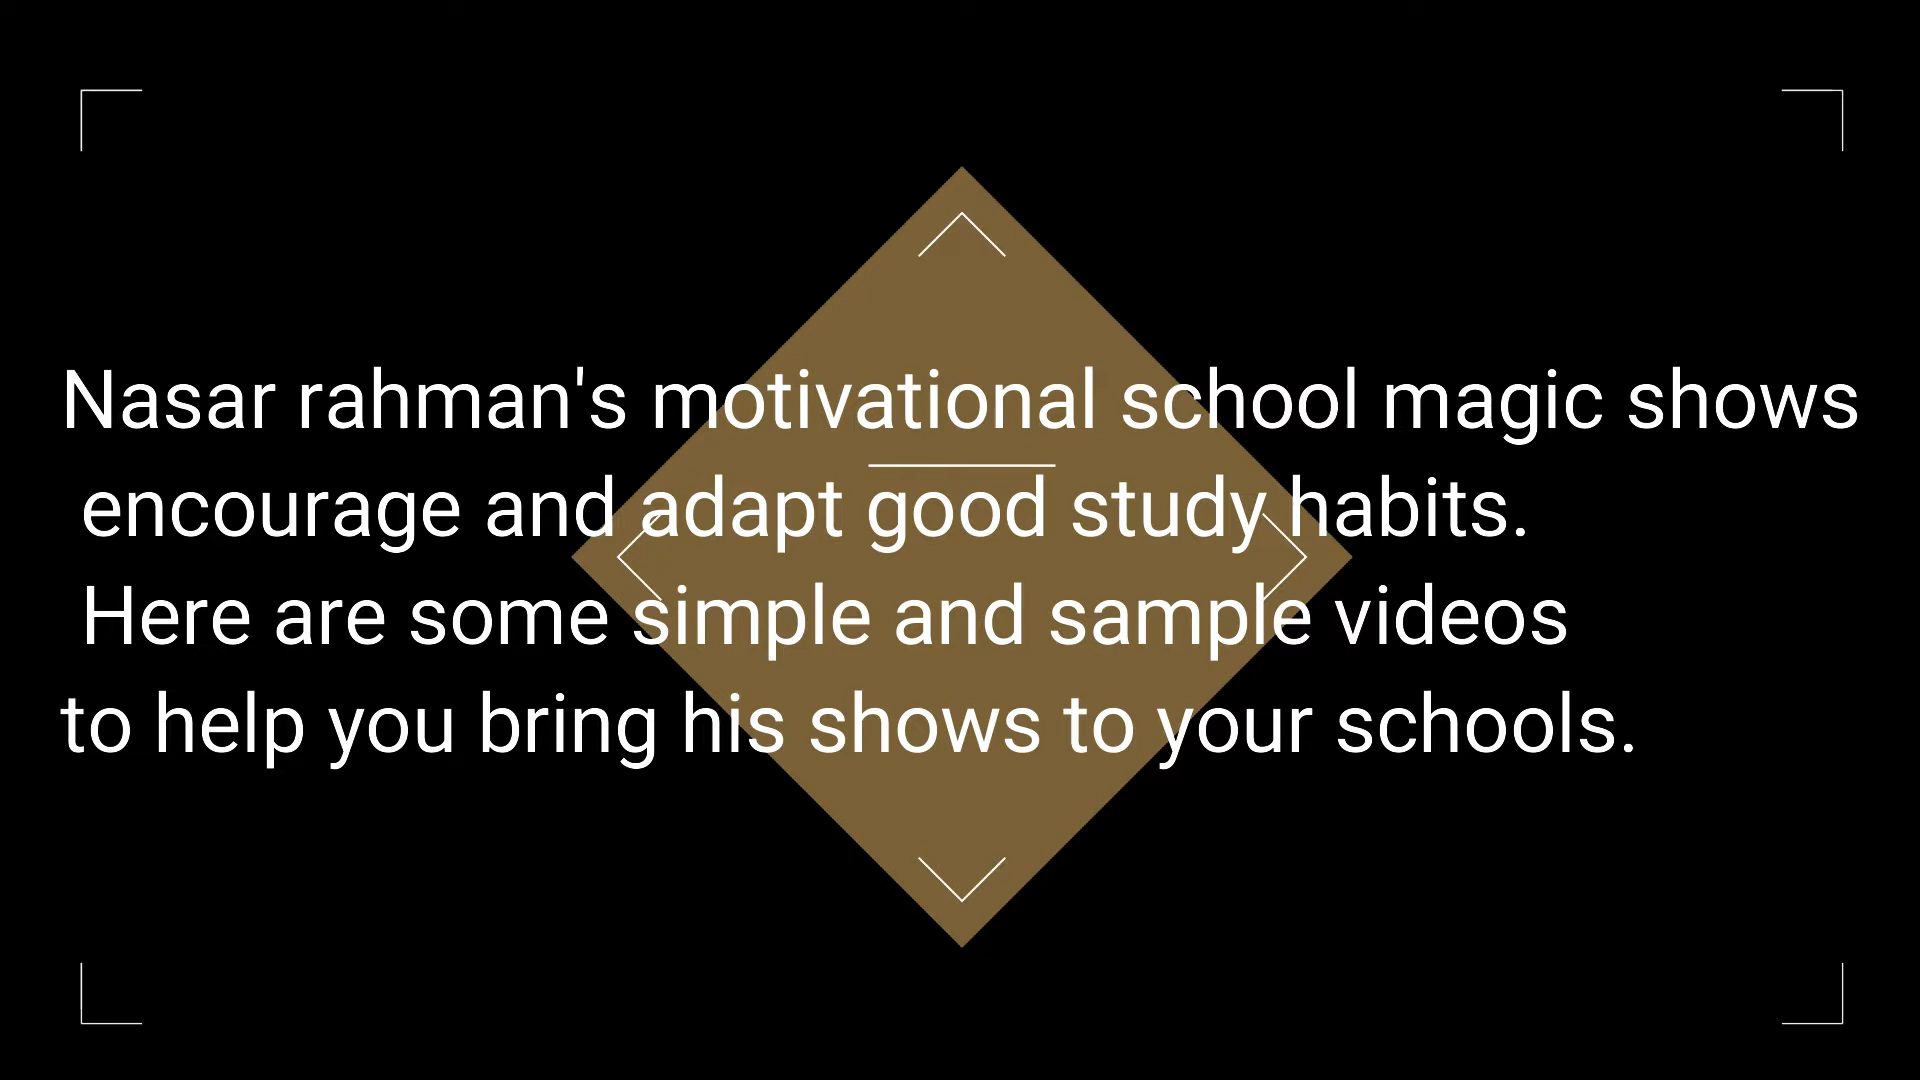 Nasar rahman's motivational school magic shows
encourage and adapt good study habits.
Here are some simple and sample videos
to help you bring his shows to your schools.